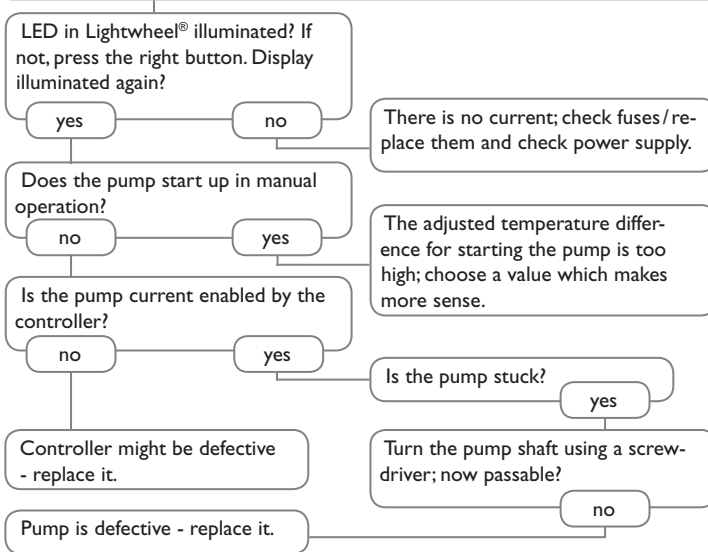 LED in Lightwheel® illuminated? If
not, press the right button. Display
illuminated again?
yes
no
There is no current; check fuses / re-
place them and check power supply.
Does the pump start up in manual
operation?
no
yes
The adjusted temperature differ-
ence for starting the pump is too
high; choose a value which makes
more sense.
Is the pump current enabled by the
controller?
no
yes
Is the pump stuck?
yes
Controller might be defective
- replace it.
Turn the pump shaft using a screw-
driver; now passable?
no
Pump is defective - replace it.